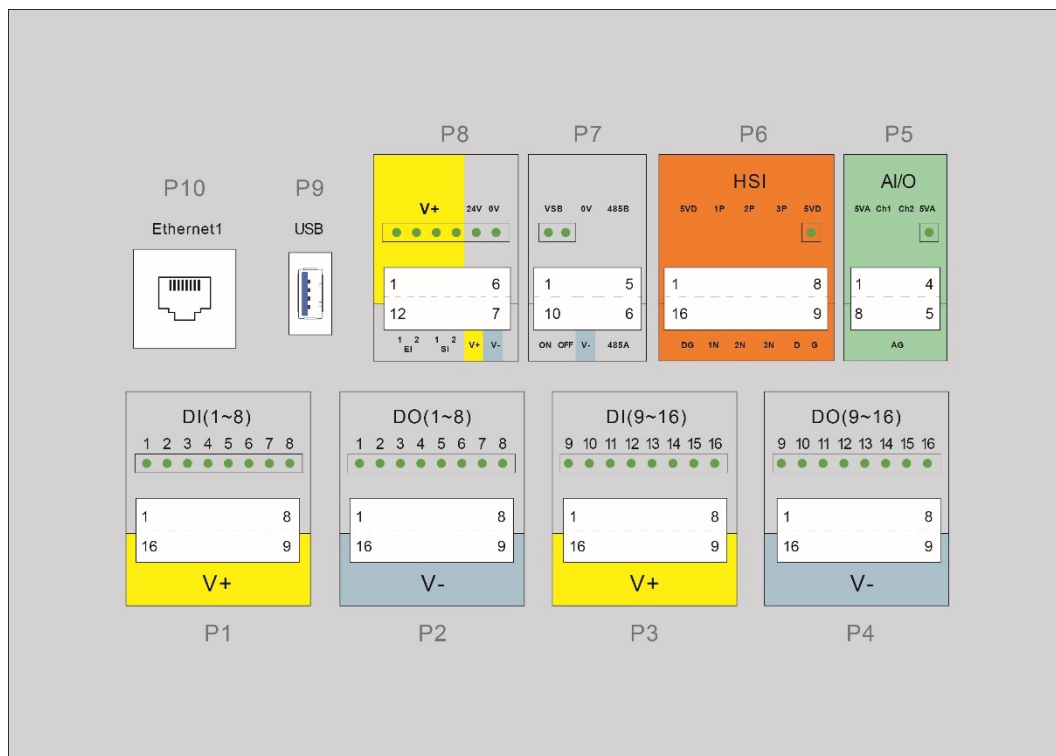 P8 P7 P6 P5
P10 P9
HSI AI/O
V+ 24V 0V VSB 0V 485B 5VD 1P 2P 3P 5VD 5VA Ch1 Ch2 5VA
Ethernet1 USB
1 6 1 5 1 8 1 4
12 7 10 6 16 9 8 5
1 2 1 2 V+ V- ON OFF V- 485A DG 1N 2N 3N D G AG
EI SI
DI(1~8) DO(1~8) DI(9~16) DO(9~16)
1 2 3 4 5 6 7 8 1 2 3 4 5 6 7 8 9 10 11 12 13 14 15 16 9 10 11 12 13 14 15 16
1 8 1 8 1 8 1 8
16 9 16 9 16 9 16 9
V+ V- V+ V-
P1 P2 P3 P4